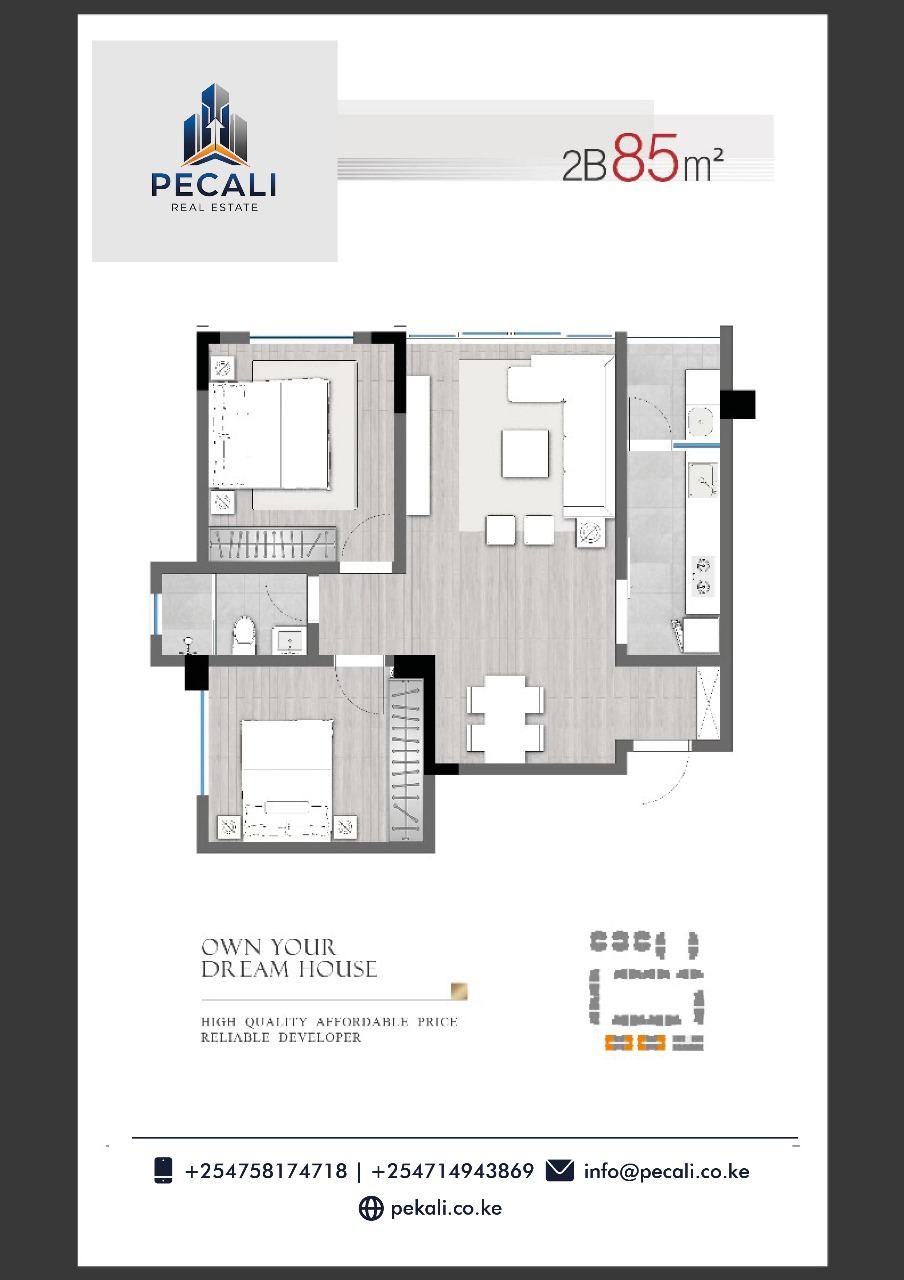 PECALI
REAL ESTATE
2B85m²
OWN YOUR
DREAM HOUSE
HIGH QUALITY AFFORDABLE PRICE
RELIABLE DEVELOPER
+254758174718 | +254714943869 info@pecali.co.ke
pekali.co.ke